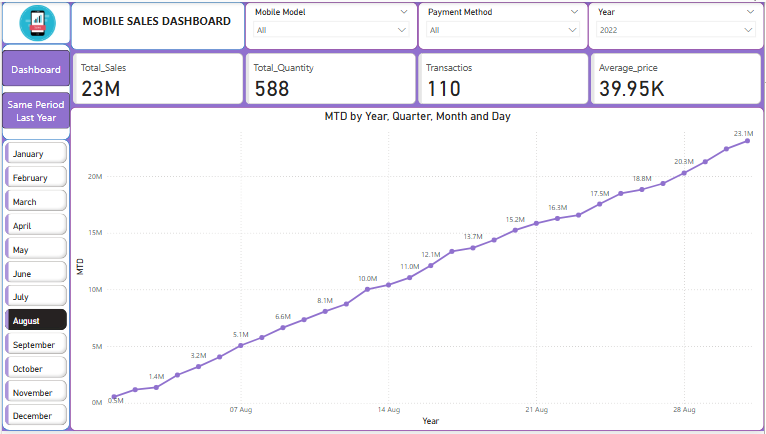 MOBILE SALES DASHBOARD
Mobile Model
All
Payment Method
All
Year
2022
Dashboard
Same Period
Last Year
Total_Sales
23M
Total_Quantity
588
Transactios
110
Average_price
39.95K
January
February
March
April
May
June
July
August
September
October
November
December
MTD by Year, Quarter, Month and Day
MTD
20M
15M
10M
5M
0M
0.5M
1.4M
3.2M
5.1M
6.6M
8.1M
10.0M
11.0M
12.1M
13.7M
15.2M
16.3M
17.5M
18.8M
20.3M
23.1M
07 Aug
14 Aug
21 Aug
28 Aug
Year